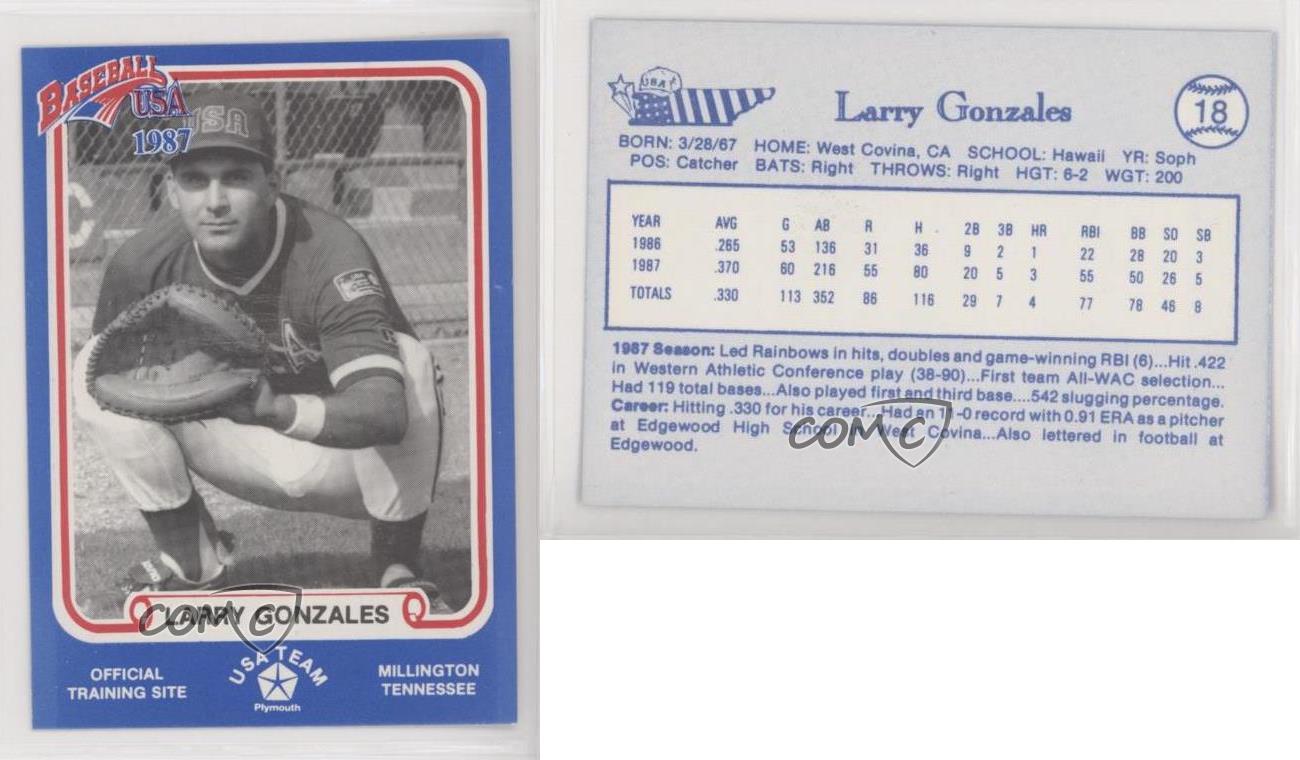 BASEBALL
USA
1987
USA
A
LARRY GONZALES
COMC
OFFICIAL
TRAINING SITE
USA TEAM
Plymouth
MILLINGTON
TENNESSEE
USA
Larry Gonzales
18
BORN: 3/28/67 HOME: West Covina, CA SCHOOL: Hawaii YR: Soph
POS: Catcher BATS: Right THROWS: Right HGT: 6-2 WGT: 200
YEAR AVG G AB R H 2B 3B HR RBI BB SO SB
1986 .265 53 136 31 36 9 2 1 22 28 20 3
1987 .370 60 216 55 80 20 5 3 55 50 26 5
TOTALS .330 113 352 86 116 29 7 4 77 78 46 8
1987 Season: Led Rainbows in hits, doubles and game-winning RBI (6)...Hit .422
in Western Athletic Conference play (38-90)...First team All-WAC selection...
Had 119 total bases...Also played first and third base....542 slugging percentage.
Career: Hitting .330 for his career...Had an -0 record with 0.91 ERA as a pitcher
at Edgewood High School in West Covina...Also lettered in football at
Edgewood.
COMC